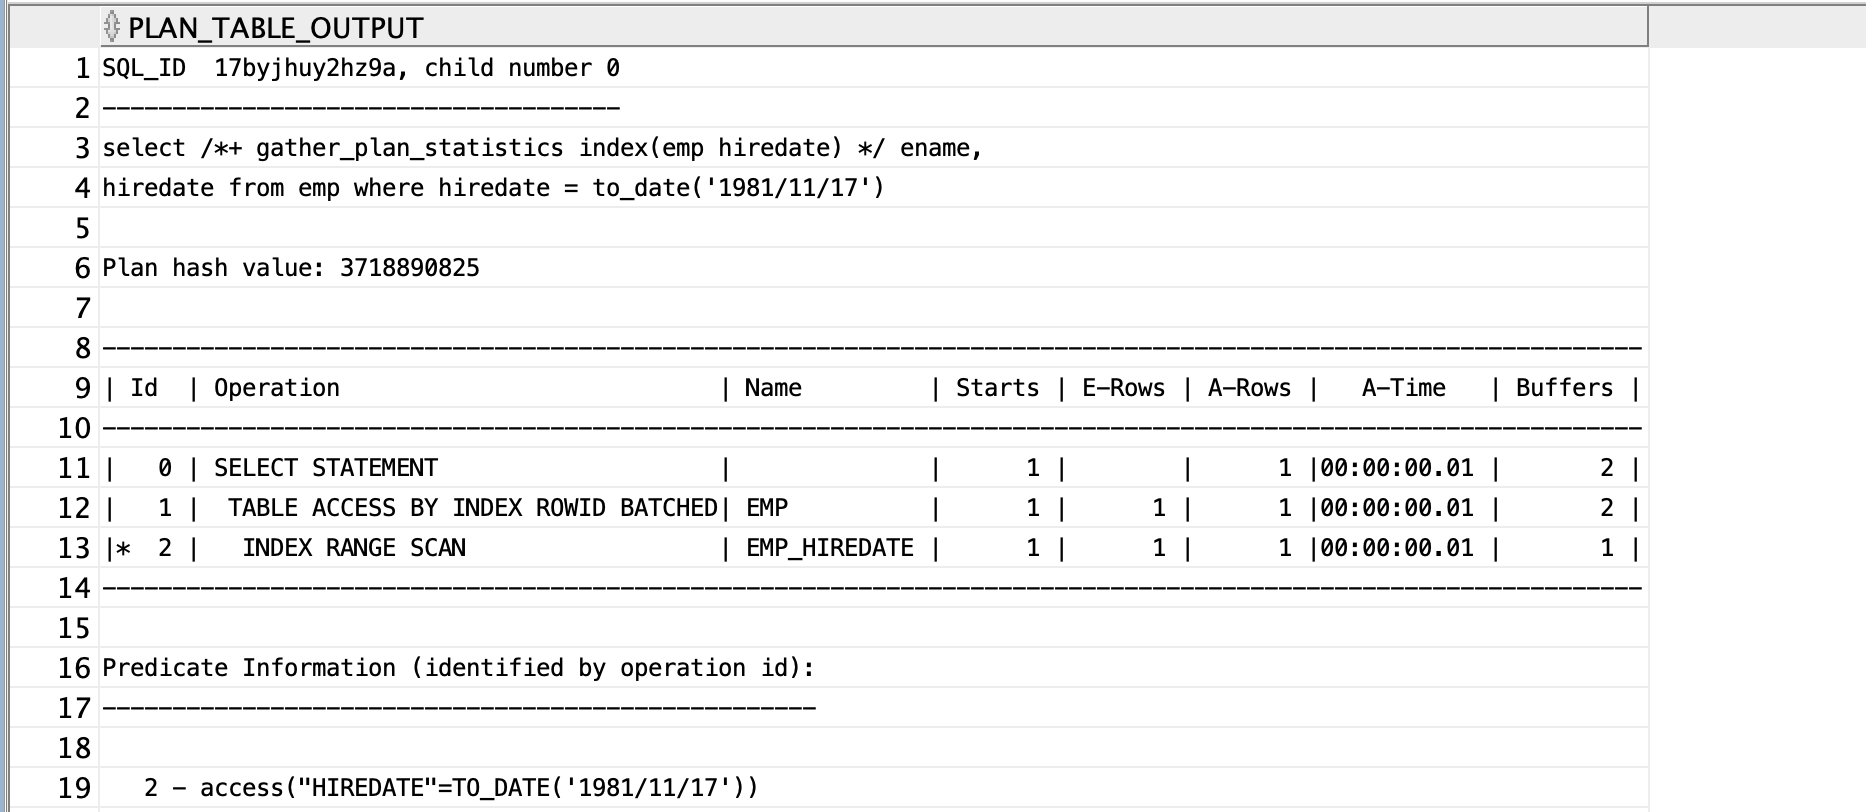 PLAN_TABLE_OUTPUT
1 SQL_ID  17byjhuy2hz9a, child number 0
2 -------------------------------------
3 select /*+ gather_plan_statistics index(emp hiredate) */ ename,
4 hiredate from emp where hiredate = to_date('1981/11/17')
5
6 Plan hash value: 3718890825
7
8 --------------------------------------------------------------------------------------------------------------
9 | Id  | Operation                           | Name         | Starts | E-Rows | A-Rows |   A-Time   | Buffers |
10 --------------------------------------------------------------------------------------------------------------
11 |   0 | SELECT STATEMENT                    |              |      1 |        |      1 |00:00:00.01 |       2 |
12 |   1 |  TABLE ACCESS BY INDEX ROWID BATCHED| EMP          |      1 |      1 |      1 |00:00:00.01 |       2 |
13 |*  2 |   INDEX RANGE SCAN                  | EMP_HIREDATE |      1 |      1 |      1 |00:00:00.01 |       1 |
14 --------------------------------------------------------------------------------------------------------------
15
16 Predicate Information (identified by operation id):
17 ---------------------------------------------------
18
19    2 - access("HIREDATE"=TO_DATE('1981/11/17'))